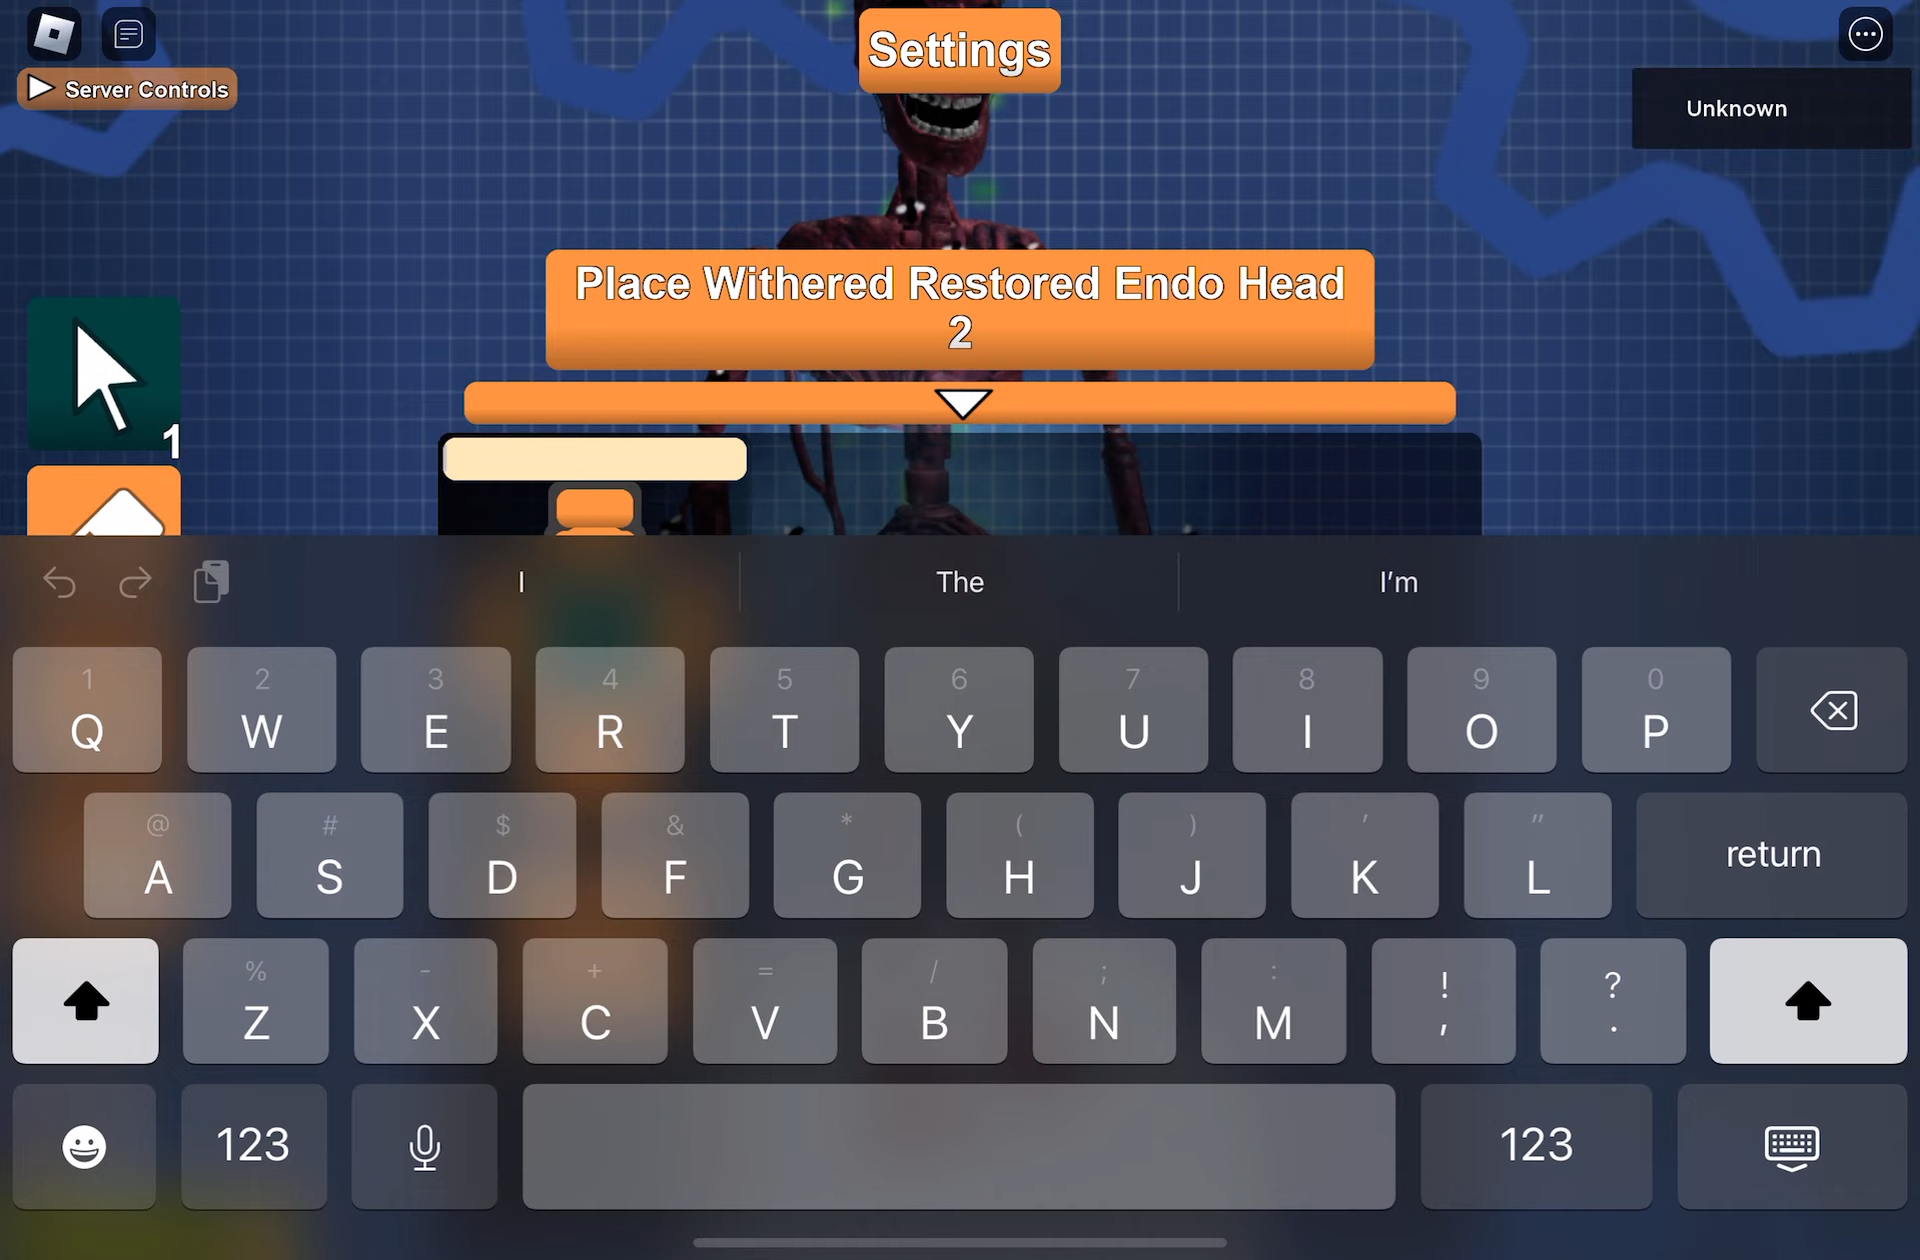 Settings
Server Controls
Unknown
Place Withered Restored Endo Head
2
1
I The I'm
1 2 3 4 5 6 7 8 9 0
Q W E R T Y U I O P
@ # $ & * ( ) ' "
A S D F G H J K L return
% - + = / ; : ! ?
Z X C V B N M , .
123 123